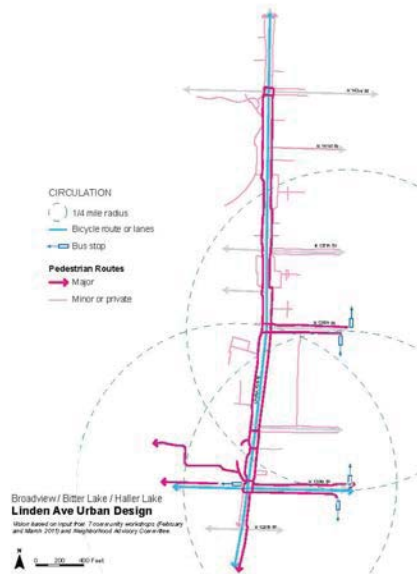 N 143rd St
CIRCULATION
1/4 mile radius
Bicycle route or lanes
Bus stop
Pedestrian Routes
Major
Minor or private
Broadview / Bitter Lake / Haller Lake
Linden Ave Urban Design
Vision based on input from 7 community workshops (February
and March 2011) and Neighborhood Advisory Committee.
N
0 200 400 Feet